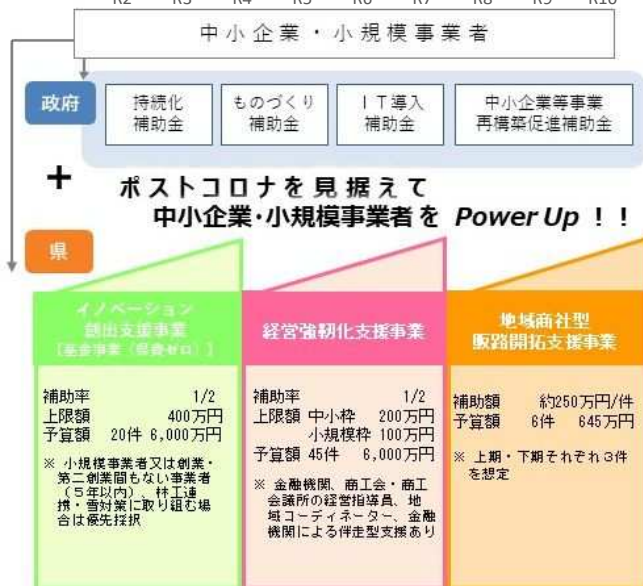 R2 R3 R4 R5 R6 R7 R8 R9 R10
中小企業・小規模事業者
政府
持続化
補助金
ものづくり
補助金
IT導入
補助金
中小企業等事業
再構築促進補助金
+
ポストコロナを見据えて
中小企業・小規模事業者を Power Up !!
県
イノベーション
創出支援事業
【基金事業(県費ゼロ)】
補助率 1/2
上限額 400万円
予算額 20件 6,000万円
※ 小規模事業者又は創業・
第二創業間もない事業者
(5年以内)、林工連
携・雪対策に取り組む場
合は優先採択
経営強靭化支援事業
補助率 1/2
上限額 中小枠 200万円
小規模枠 100万円
予算額 45件 6,000万円
※ 金融機関、商工会・商工
会議所の経営指導員、地
域コーディネーター、金融
機関による伴走型支援あり
地域商社型
販路開拓支援事業
補助額 約250万円/件
予算額 6件 645万円
※ 上期・下期それぞれ3件
を想定